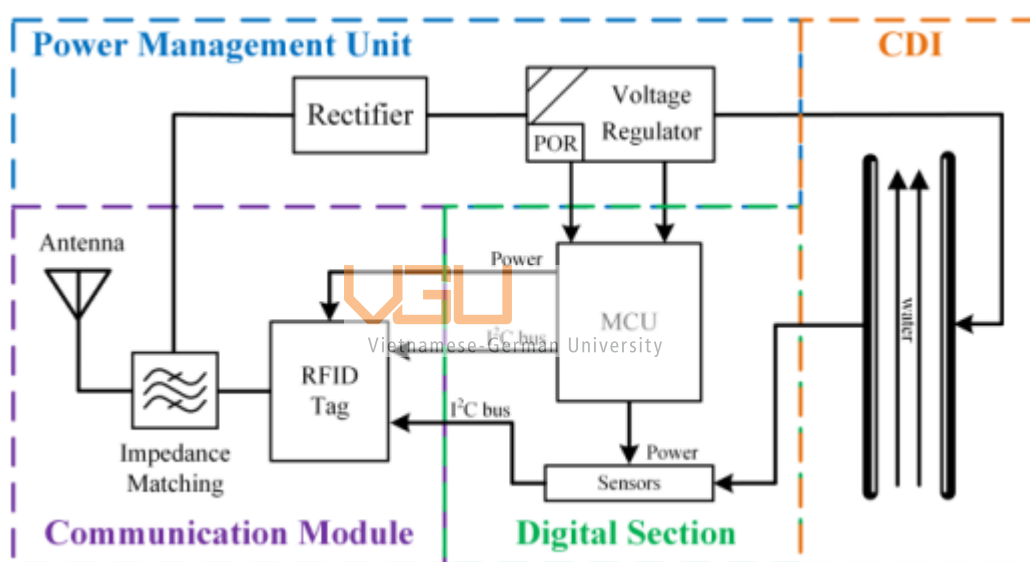 Power Management Unit
CDI
Rectifier
Voltage
Regulator
POR
Antenna
Power
MCU
VGU
I²C bus
Vietnamese-German University
RFID
Tag
I²C bus
water
Impedance
Matching
Power
Sensors
Communication Module
Digital Section